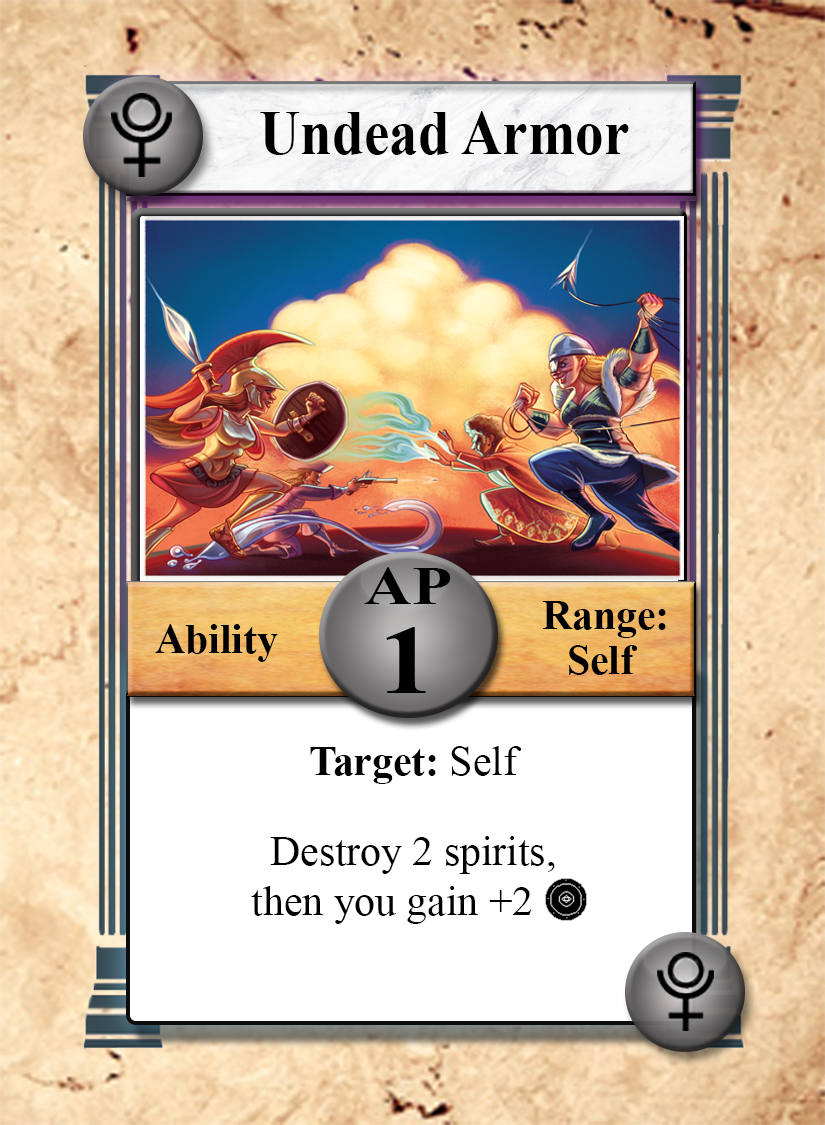 Undead Armor
AP
1
Ability
Range:
Self
Target: Self
Destroy 2 spirits,
then you gain +2